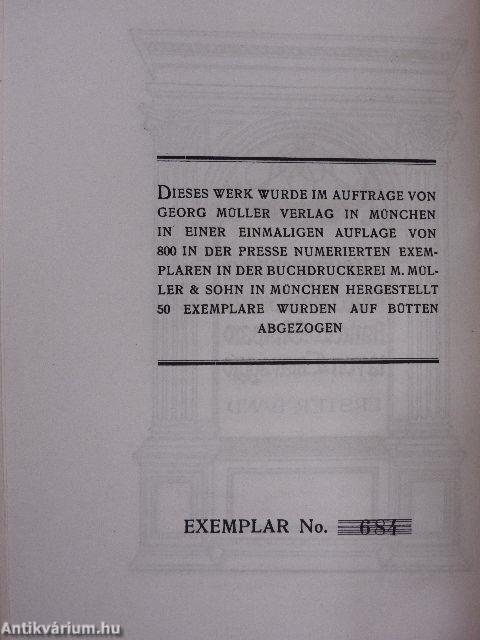 DIESES WERK WURDE IM AUFTRAGE VON
GEORG MÜLLER VERLAG IN MÜNCHEN
IN EINER EINMALIGEN AUFLAGE VON
800 IN DER PRESSE NUMERIERTEN EXEM-
PLAREN IN DER BUCHDRUCKEREI M. MÜL-
LER & SOHN IN MÜNCHEN HERGESTELLT
50 EXEMPLARE WURDEN AUF BÜTTEN
ABGEZOGEN
ERSTER BAND
EXEMPLAR No. 684
Antikvárium.hu